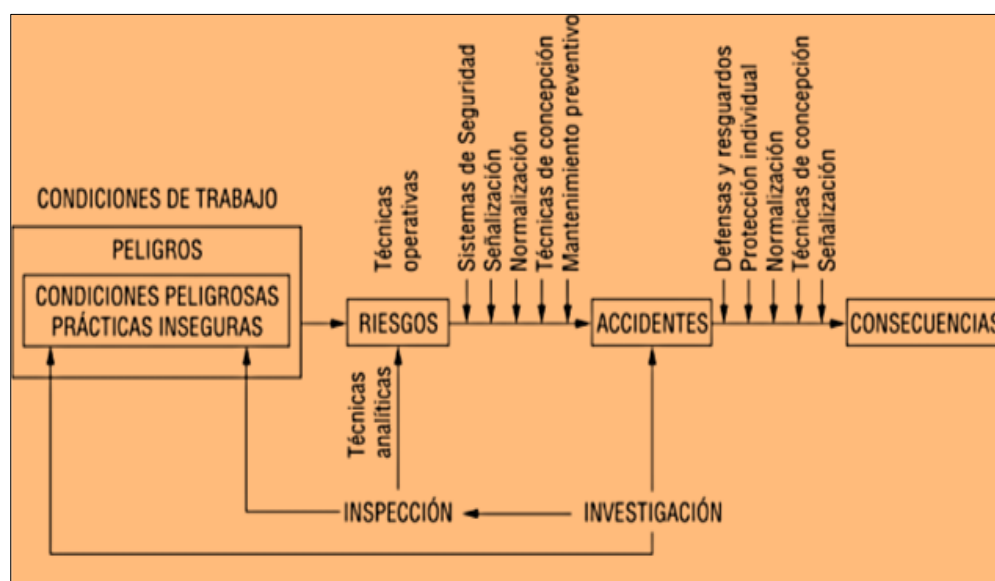 CONDICIONES DE TRABAJO
PELIGROS
CONDICIONES PELIGROSAS
PRÁCTICAS INSEGURAS
Técnicas
operativas
RIESGOS
Técnicas
analíticas
Sistemas de Seguridad
Señalización
Normalización
Técnicas de concepción
Mantenimiento preventivo
ACCIDENTES
Defensas y resguardos
Protección individual
Normalización
Técnicas de concepción
Señalización
CONSECUENCIAS
INSPECCIÓN
INVESTIGACIÓN